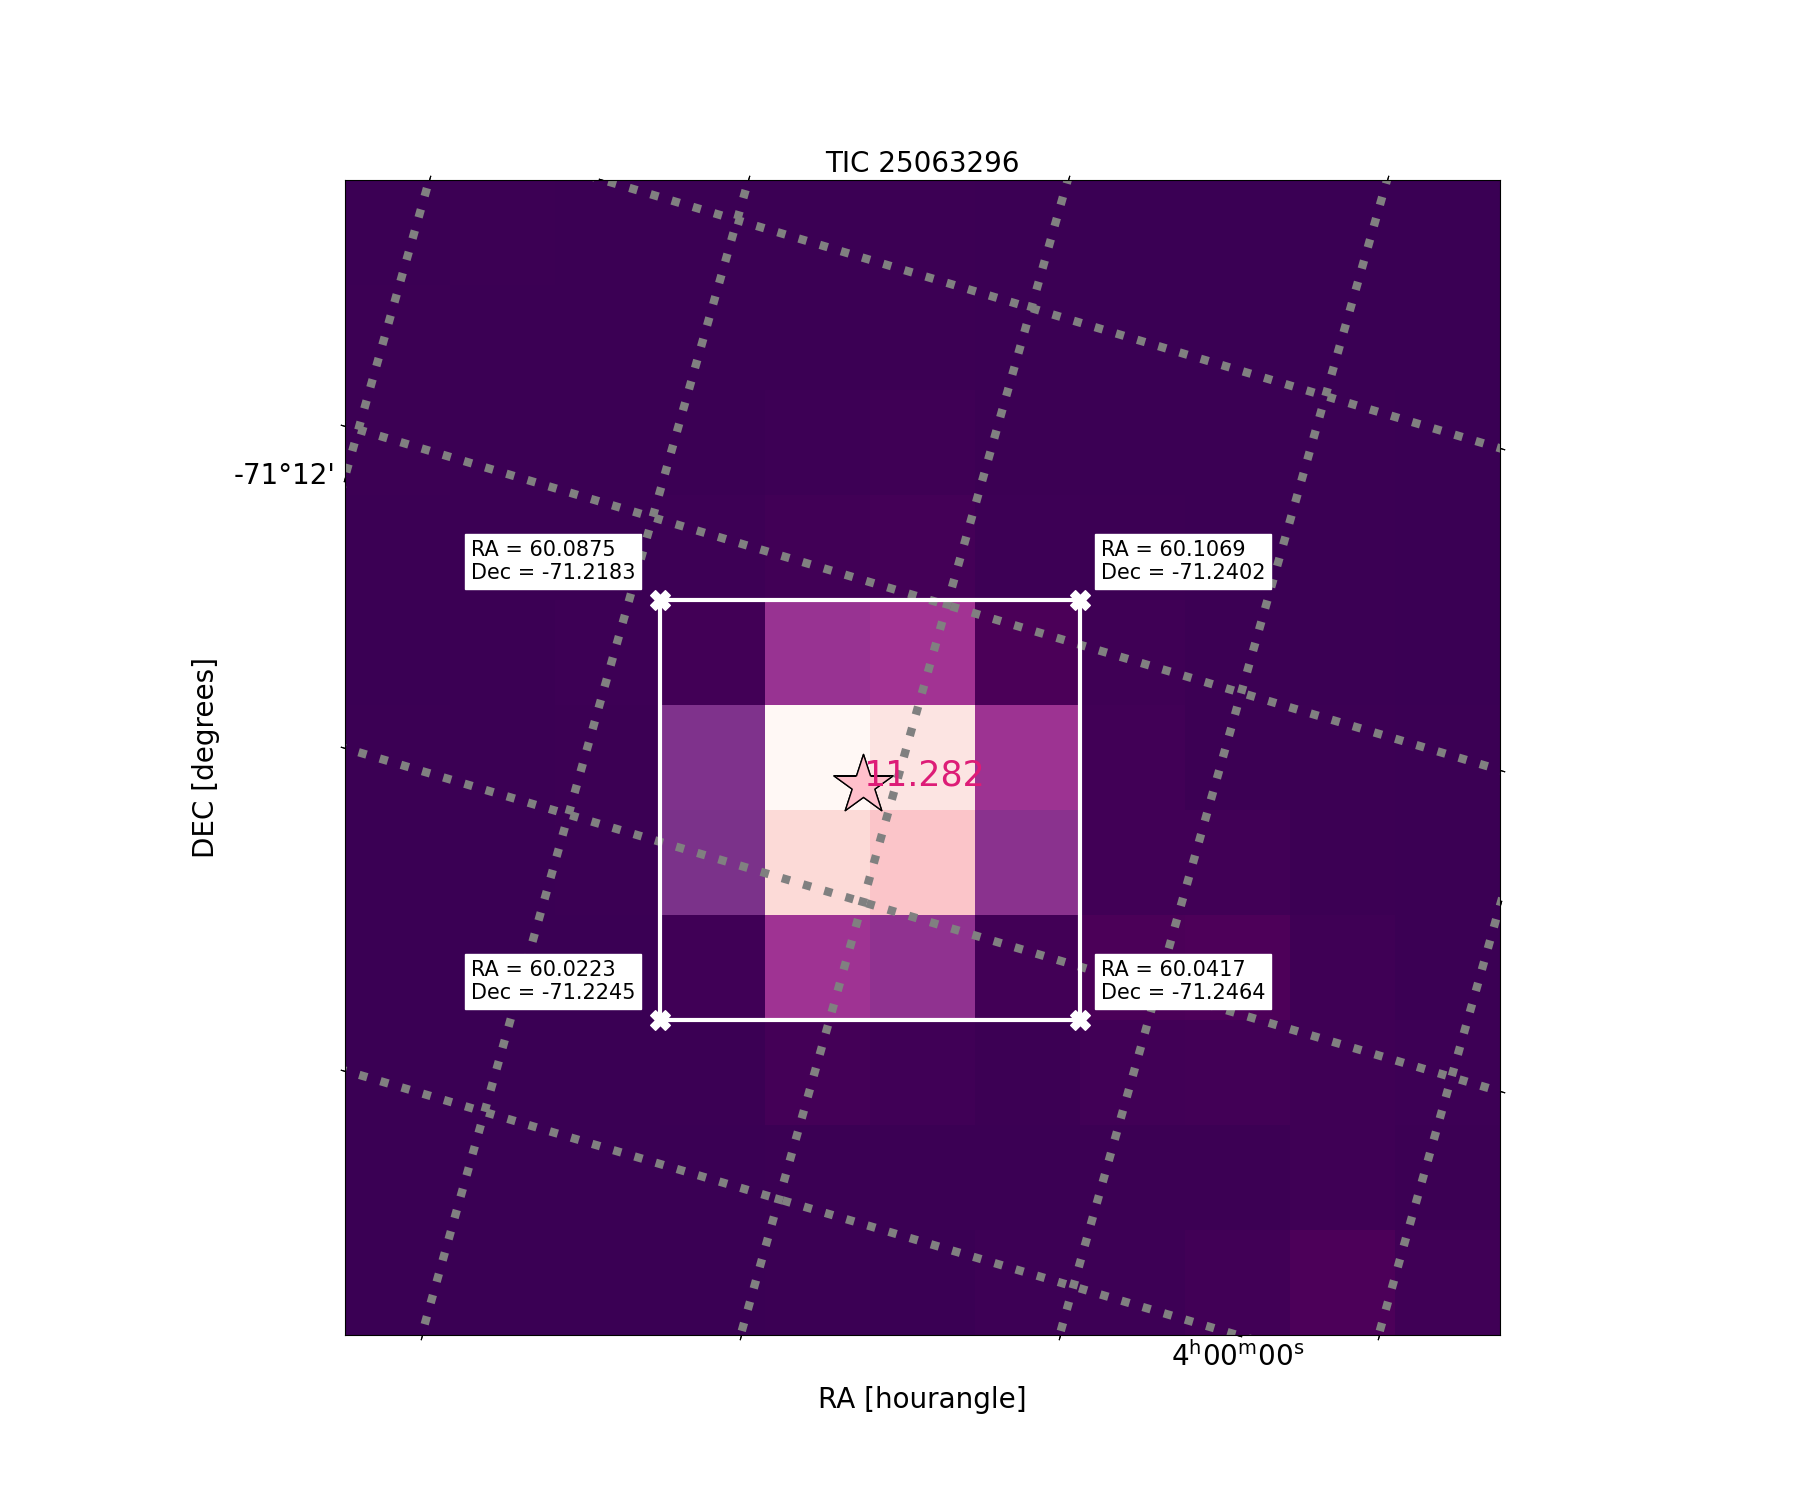 TIC 25063296
-71°12'
RA = 60.0875
Dec = -71.2183
RA = 60.1069
Dec = -71.2402
DEC [degrees]
11.282
RA = 60.0223
Dec = -71.2245
RA = 60.0417
Dec = -71.2464
4h00m00s
RA [hourangle]